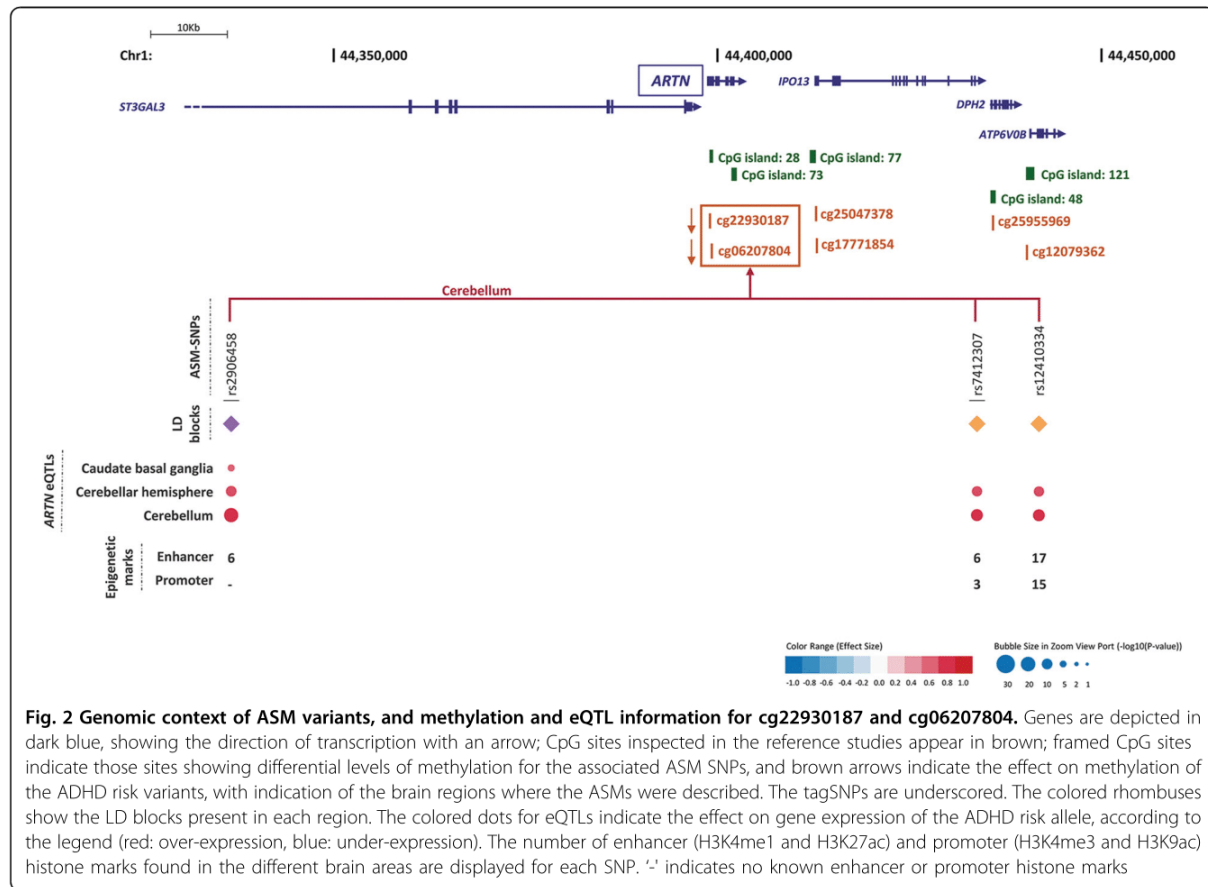 10Kb
Chr1: 44,350,000 44,400,000 44,450,000
ARTN IPO13
ST3GAL3 DPH2
ATP6V0B
CpG island: 28 CpG island: 77
CpG island: 73 CpG island: 121
CpG island: 48
cg22930187 cg25047378 cg25955969
cg06207804 cg17771854 cg12079362
Cerebellum
ASM-SNPs
rs2906458 rs7412307 rs12410334
LD
blocks
ARTN eQTLs
Caudate basal ganglia
Cerebellar hemisphere
Cerebellum
Epigenetic
marks
Enhancer 6 6 17
Promoter - 3 15
Color Range (Effect Size) Bubble Size in Zoom View Port (-log10(P-value))
-1.0 -0.8 -0.6 -0.4 -0.2 0.0 0.2 0.4 0.6 0.8 1.0 30 20 10 5 2 1
Fig. 2 Genomic context of ASM variants, and methylation and eQTL information for cg22930187 and cg06207804. Genes are depicted in
dark blue, showing the direction of transcription with an arrow; CpG sites inspected in the reference studies appear in brown; framed CpG sites
indicate those sites showing differential levels of methylation for the associated ASM SNPs, and brown arrows indicate the effect on methylation of
the ADHD risk variants, with indication of the brain regions where the ASMs were described. The tagSNPs are underscored. The colored rhombuses
show the LD blocks present in each region. The colored dots for eQTLs indicate the effect on gene expression of the ADHD risk allele, according to
the legend (red: over-expression, blue: under-expression). The number of enhancer (H3K4me1 and H3K27ac) and promoter (H3K4me3 and H3K9ac)
histone marks found in the different brain areas are displayed for each SNP. '-' indicates no known enhancer or promoter histone marks